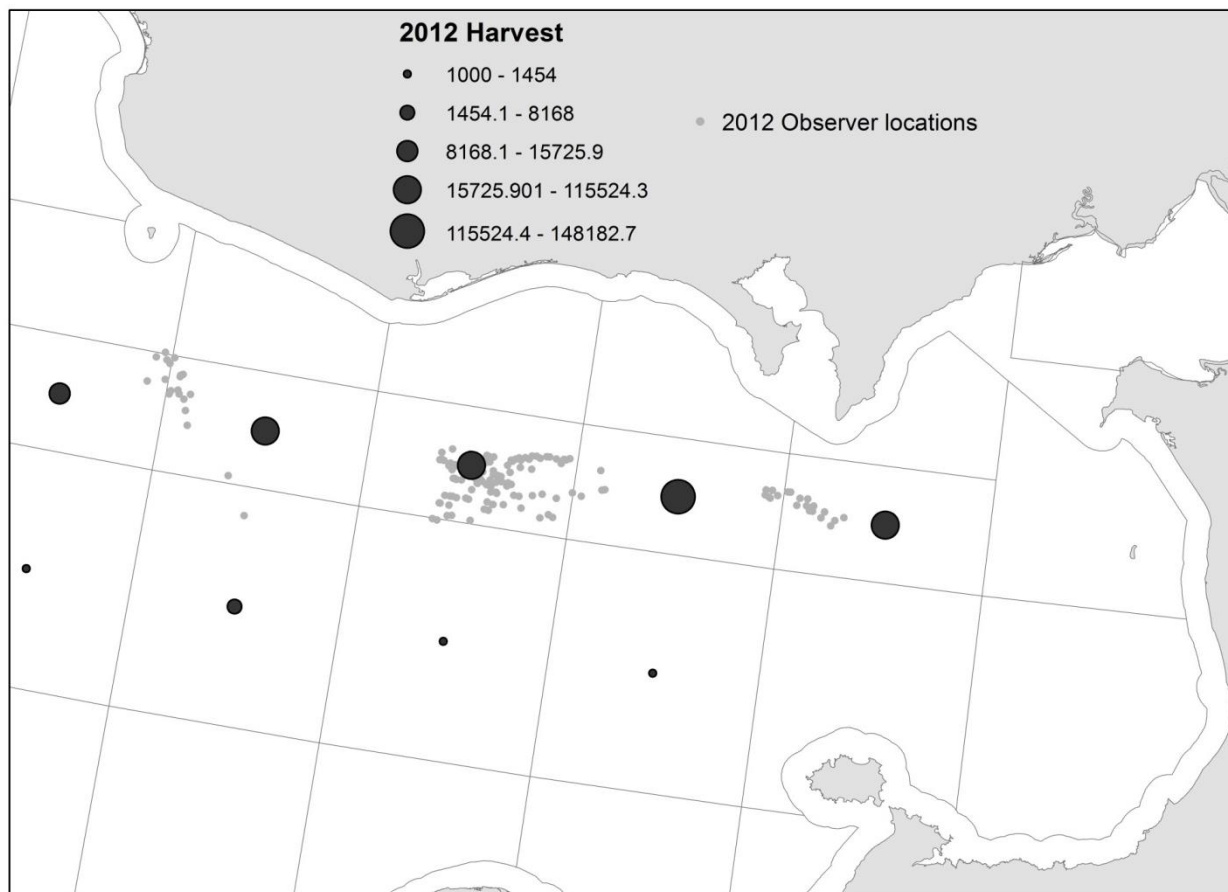 2012 Harvest
1000 - 1454
1454.1 - 8168
8168.1 - 15725.9
15725.901 - 115524.3
115524.4 - 148182.7
2012 Observer locations